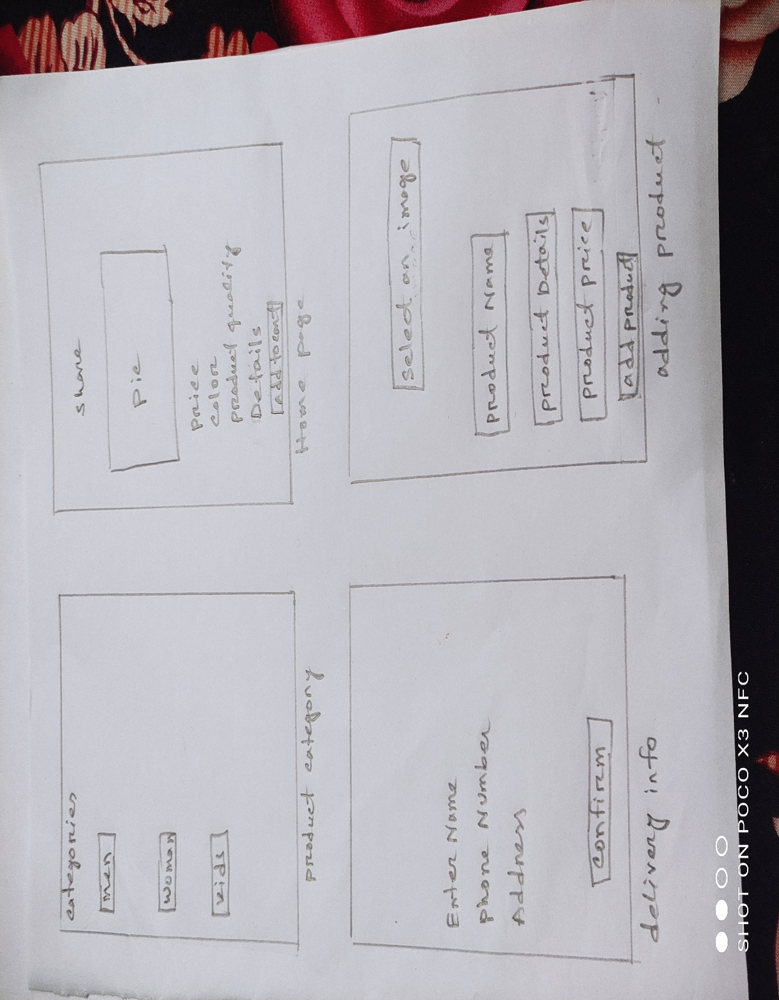 categories
men
woman
kids
product category
share
pic
price
color
product quality
Details
add to cart
Home page
Enter Name
phone Number
Address
confirm
delivery info
select an image
product Name
product Details
product price
add product
adding product
SHOT ON POCO X3 NFC